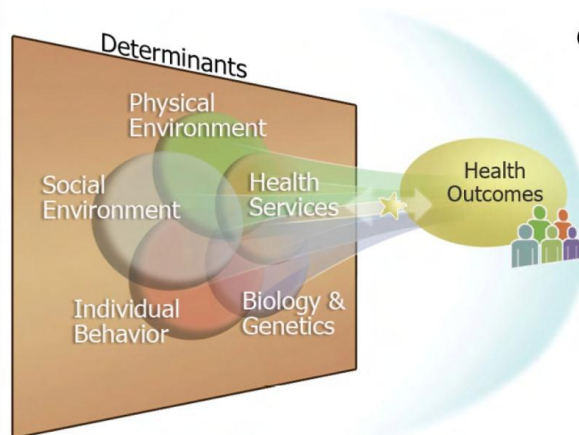 Determinants
Physical
Environment
Social
Environment
Health
Services
Individual
Behavior
Biology &
Genetics
Health
Outcomes